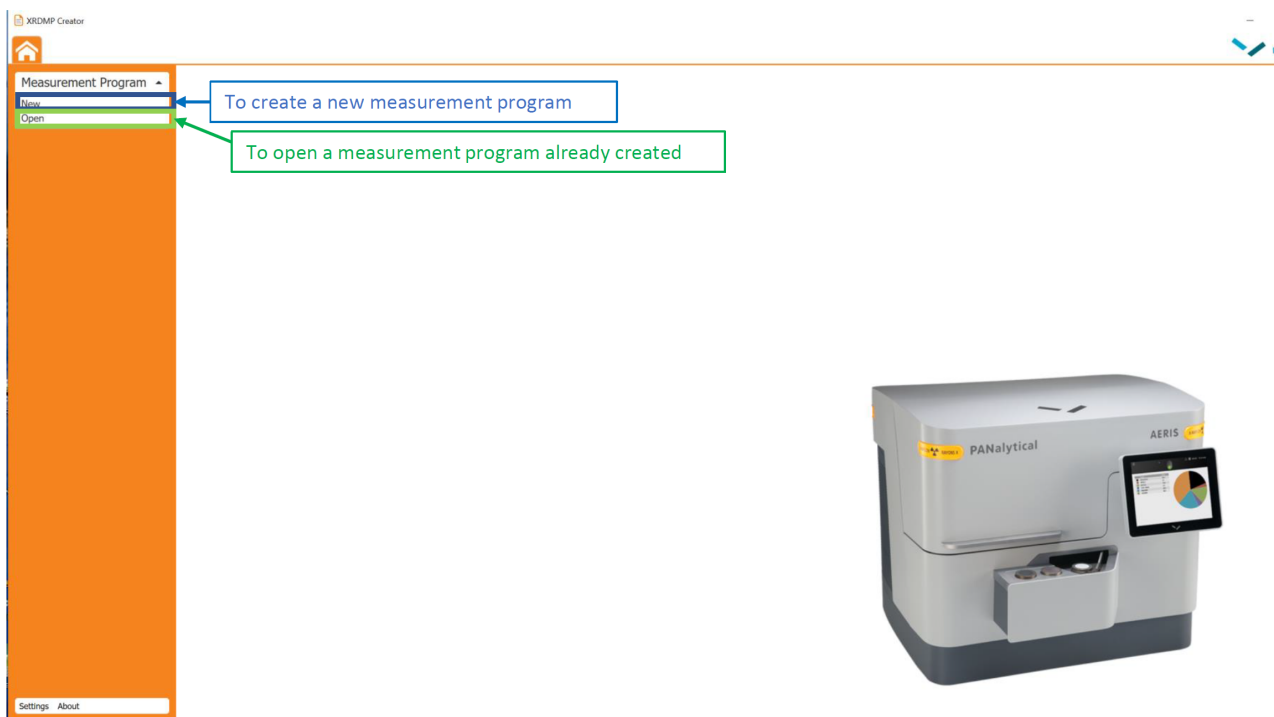 XRDMP Creator
Measurement Program
New
To create a new measurement program
Open
To open a measurement program already created
PANalytical
AERIS
Settings About